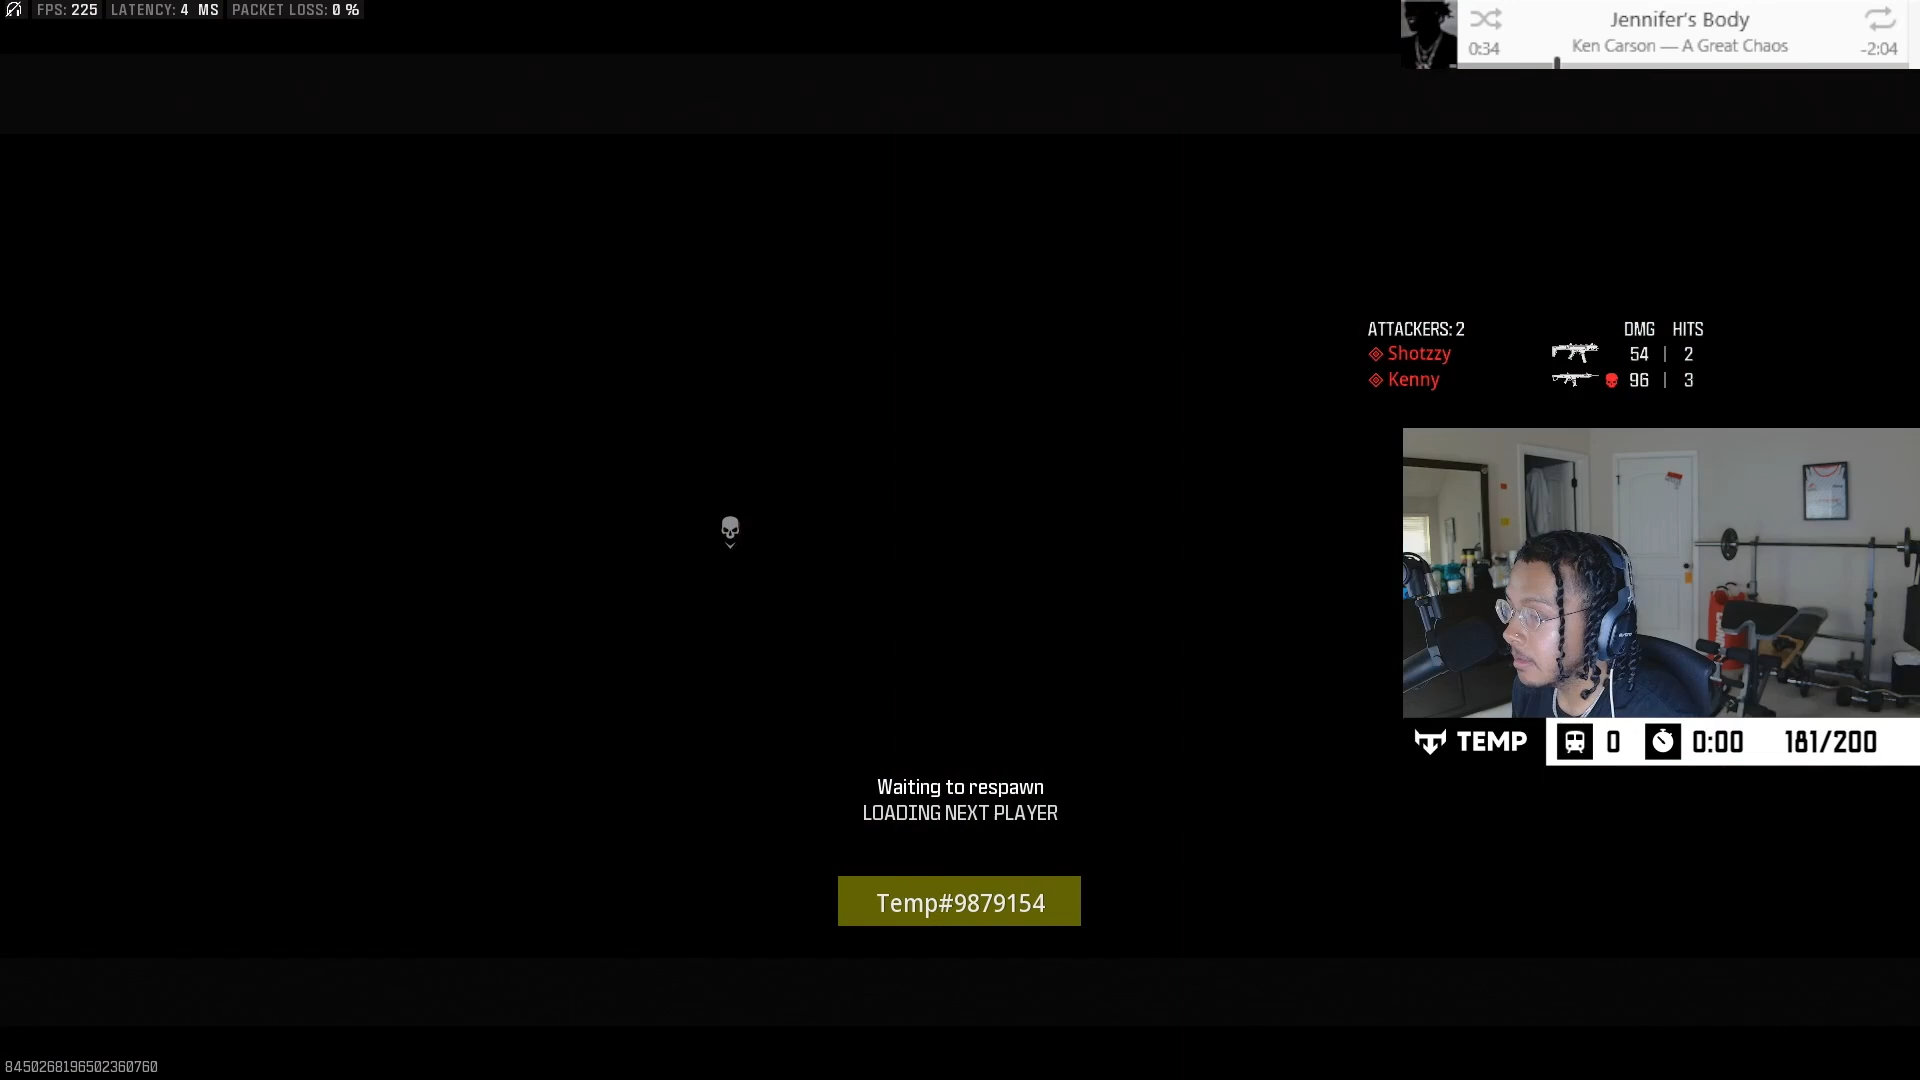 FPS: 225 LATENCY: 4 MS PACKET LOSS: 0 %
Jennifer's Body
0:34 Ken Carson — A Great Chaos -2:04
ATTACKERS: 2 DMG HITS
Shotzzy 54 | 2
Kenny 96 | 3
TEMP 0 0:00 181/200
Waiting to respawn
LOADING NEXT PLAYER
Temp#9879154
8450268196502360760